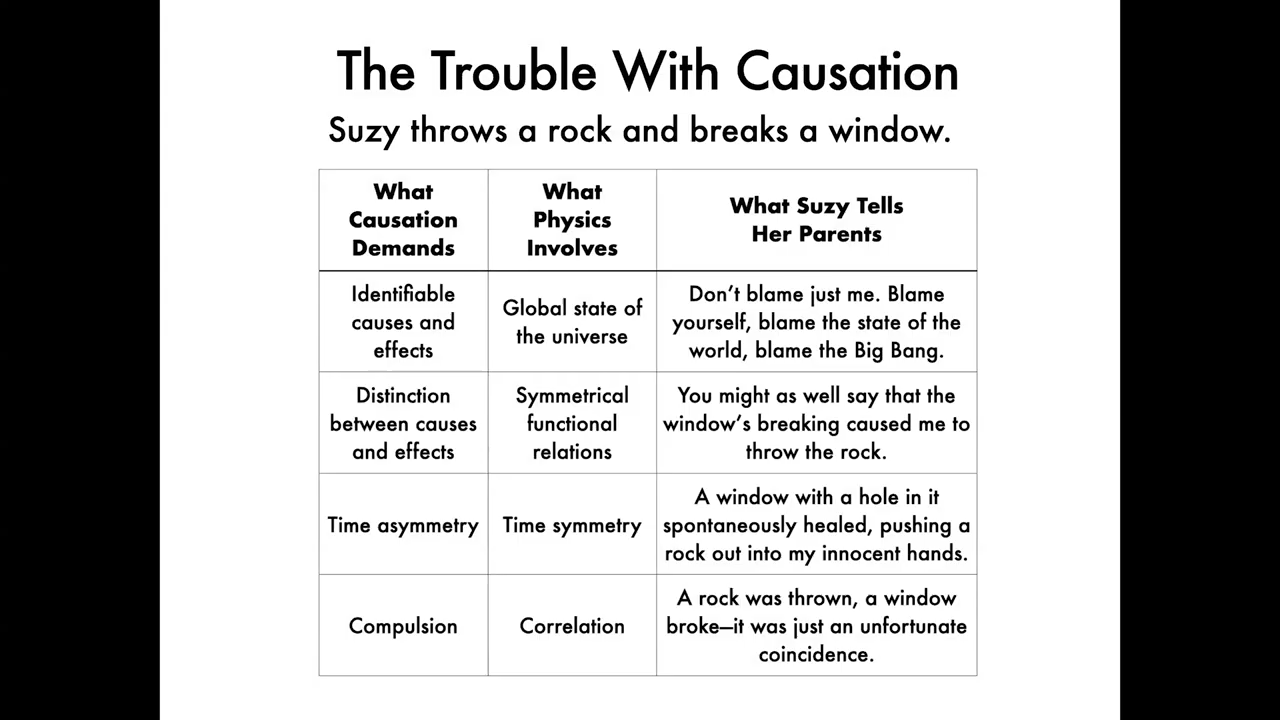 The Trouble With Causation
Suzy throws a rock and breaks a window.
What
Causation
Demands
What
Physics
Involves
What Suzy Tells
Her Parents
Identifiable
causes and
effects
Global state of
the universe
Don’t blame just me. Blame
yourself, blame the state of the
world, blame the Big Bang.
Distinction
between causes
and effects
Symmetrical
functional
relations
You might as well say that the
window’s breaking caused me to
throw the rock.
Time asymmetry
Time symmetry
A window with a hole in it
spontaneously healed, pushing a
rock out into my innocent hands.
Compulsion
Correlation
A rock was thrown, a window
broke—it was just an unfortunate
coincidence.